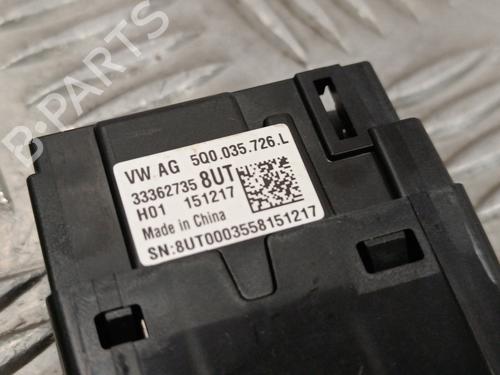 B-PARTS
VW AG 5Q0.035.726.L
33362735 8UT
H01 151217
Made in China
SN:8UT0003558151217